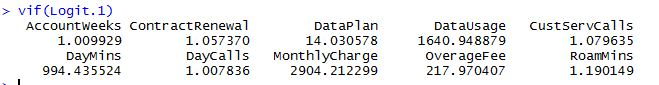 > vif(Logit.1)
AccountWeeks ContractRenewal DataPlan DataUsage CustServCalls
1.009929 1.057370 14.030578 1640.948879 1.079635
DayMins DayCalls MonthlyCharge OverageFee RoamMins
994.435524 1.007836 2904.212299 217.970407 1.190149
>